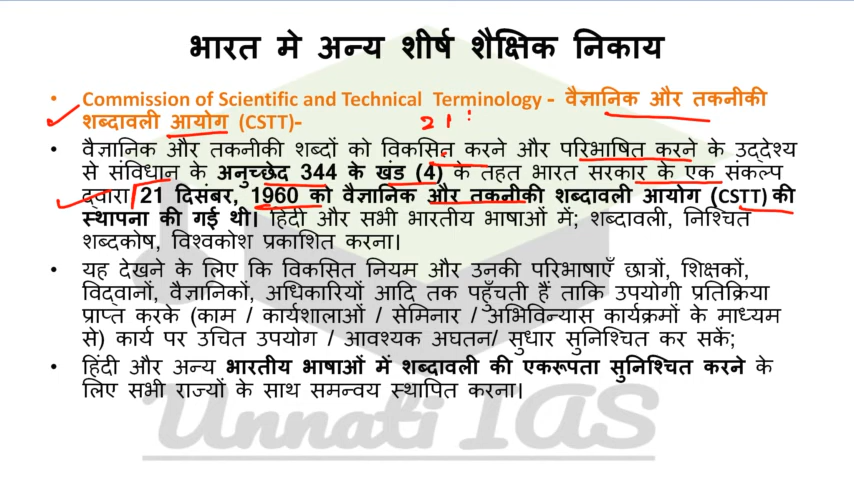 भारत मे अन्य शीर्ष शैक्षिक निकाय
• Commission of Scientific and Technical Terminology - वैज्ञानिक और तकनीकी
शब्दावली आयोग (CSTT)-
21
• वैज्ञानिक और तकनीकी शब्दों को विकसित करने और परिभाषित करने के उद्देश्य
से संविधान के अनुच्छेद 344 के खंड (4) के तहत भारत सरकार के एक संकल्प
द्वारा 21 दिसंबर, 1960 को वैज्ञानिक और तकनीकी शब्दावली आयोग (CSTT) की
स्थापना की गई थी। हिंदी और सभी भारतीय भाषाओं में; शब्दावली, निश्चित
शब्दकोष, विश्वकोश प्रकाशित करना।
• यह देखने के लिए कि विकसित नियम और उनकी परिभाषाएँ छात्रों, शिक्षकों,
विद्वानों, वैज्ञानिकों, अधिकारियों आदि तक पहुँचती हैं ताकि उपयोगी प्रतिक्रिया
प्राप्त करके (काम / कार्यशालाओं / सेमिनार / अभिविन्यास कार्यक्रमों के माध्यम
से) कार्य पर उचित उपयोग / आवश्यक अघतन/ सुधार सुनिश्चित कर सकें;
• हिंदी और अन्य भारतीय भाषाओं में शब्दावली की एकरूपता सुनिश्चित करने के
लिए सभी राज्यों के साथ समन्वय स्थापित करना।
Unnati IAS